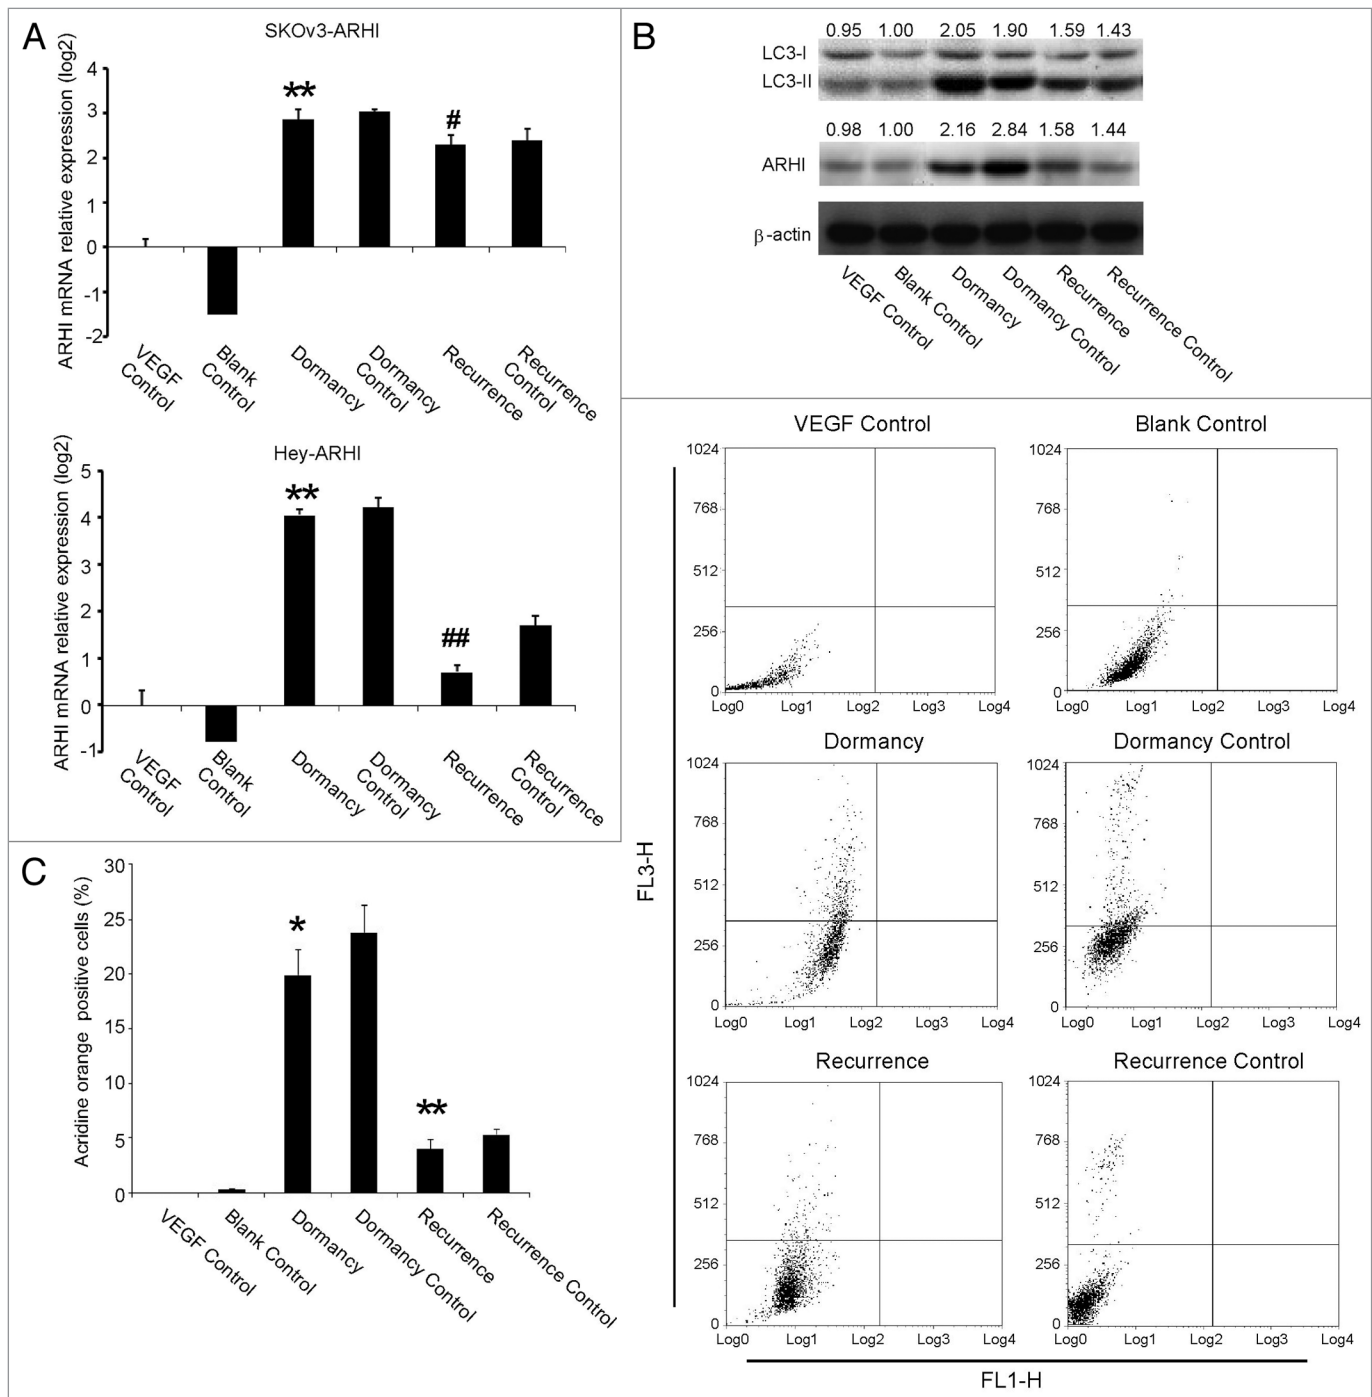 A
SKOv3-ARHI
ARHI mRNA relative expression (log2)
4
3
2
1
0
-1
-2
**
#
VEGF Control
Blank Control
Dormancy
Dormancy Control
Recurrence
Recurrence Control
Hey-ARHI
ARHI mRNA relative expression (log2)
5
4
3
2
1
0
-1
**
##
VEGF Control
Blank Control
Dormancy
Dormancy Control
Recurrence
Recurrence Control
B
0.95 1.00 2.05 1.90 1.59 1.43
LC3-I
LC3-II
0.98 1.00 2.16 2.84 1.58 1.44
ARHI
β-actin
VEGF Control
Blank Control
Dormancy
Dormancy Control
Recurrence
Recurrence Control
C
Acridine orange positive cells (%)
30
25
20
15
10
5
0
*
**
VEGF Control
Blank Control
Dormancy
Dormancy Control
Recurrence
Recurrence Control
FL3-H
VEGF Control
1024
768
512
256
0
Log0 Log1 Log2 Log3 Log4
Blank Control
1024
768
512
256
0
Log0 Log1 Log2 Log3 Log4
Dormancy
1024
768
512
256
0
Log0 Log1 Log2 Log3 Log4
Dormancy Control
1024
768
512
256
0
Log0 Log1 Log2 Log3 Log4
Recurrence
1024
768
512
256
0
Log0 Log1 Log2 Log3 Log4
Recurrence Control
1024
768
512
256
0
Log0 Log1 Log2 Log3 Log4
FL1-H